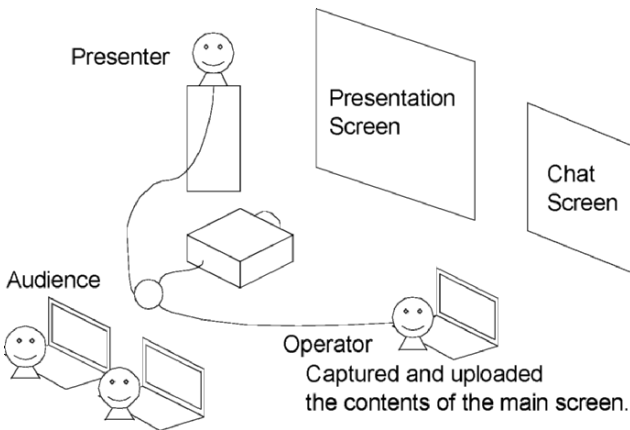 Presenter
Presentation
Screen
Chat
Screen
Audience
Operator
Captured and uploaded
the contents of the main screen.